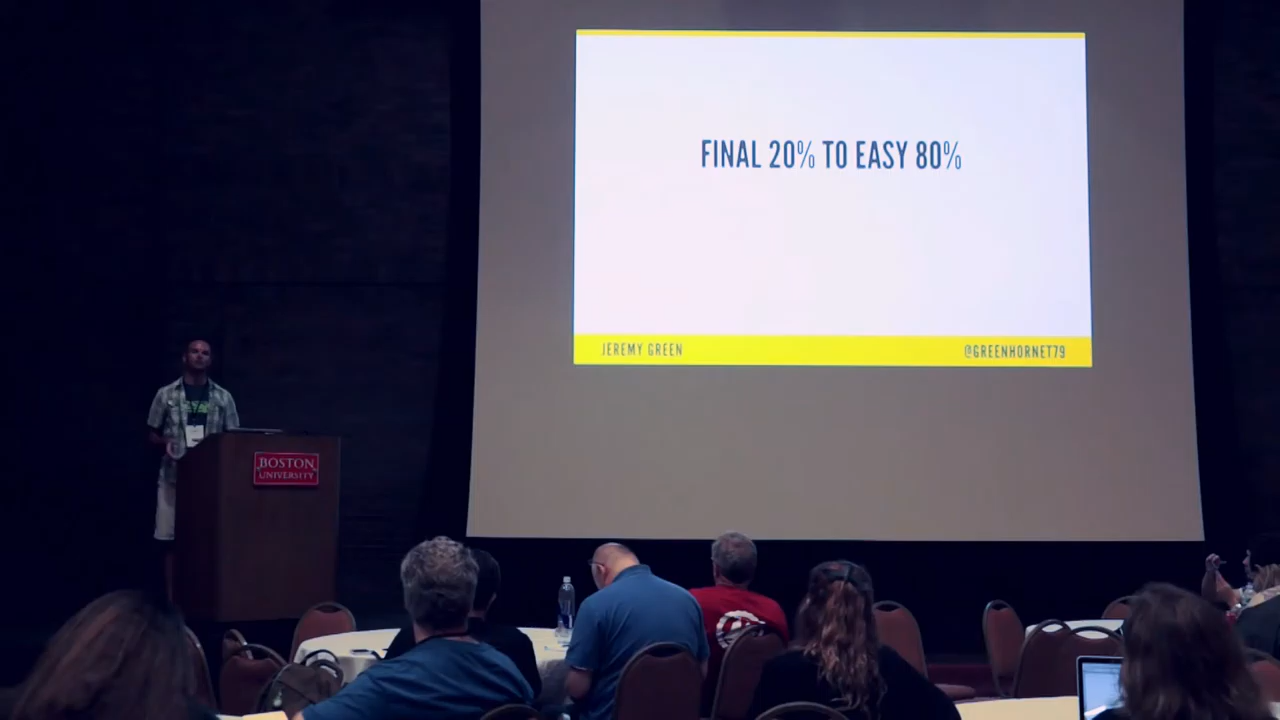 FINAL 20% TO EASY 80%
JEREMY GREEN
@GREENHORNET79
BOSTON
UNIVERSITY